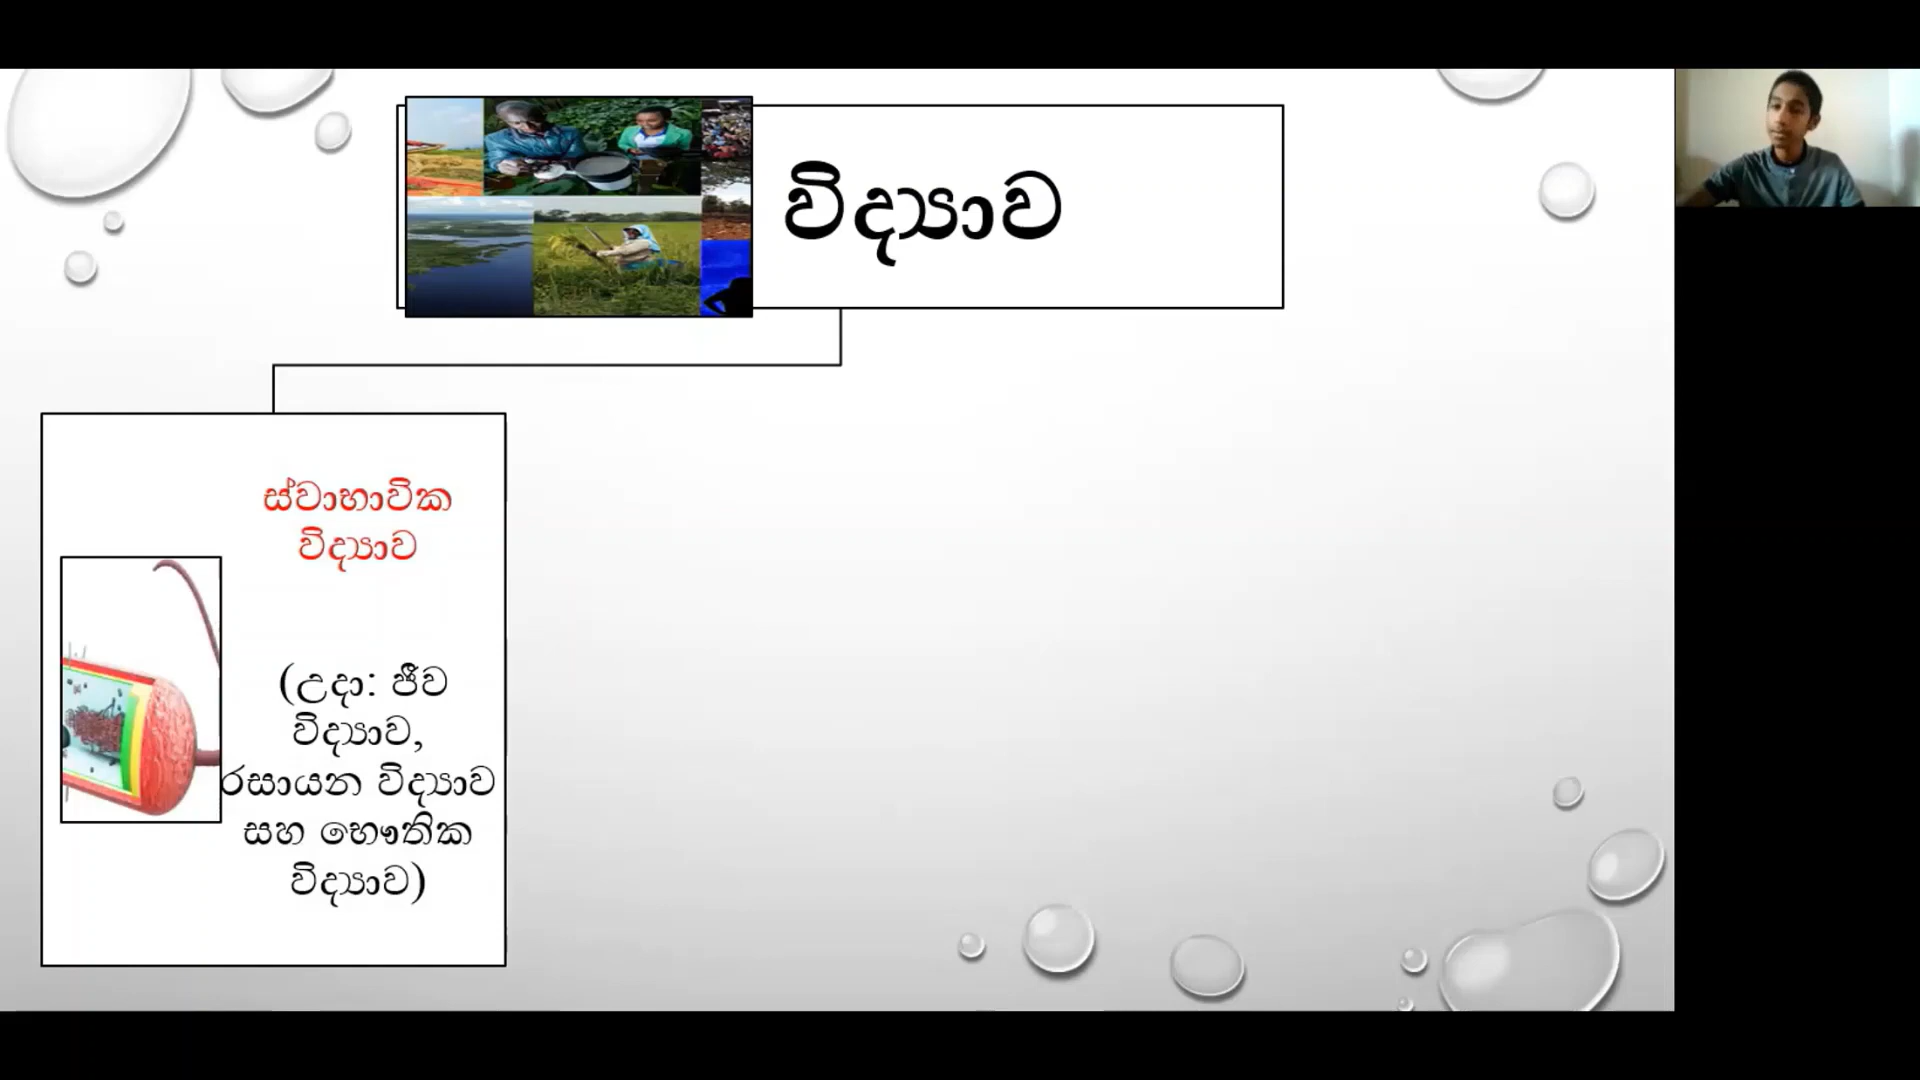 විද්‍යාව
ස්වාභාවික
විද්‍යාව
(උදා: ජීව
විද්‍යාව,
රසායන විද්‍යාව
සහ භෞතික
විද්‍යාව)